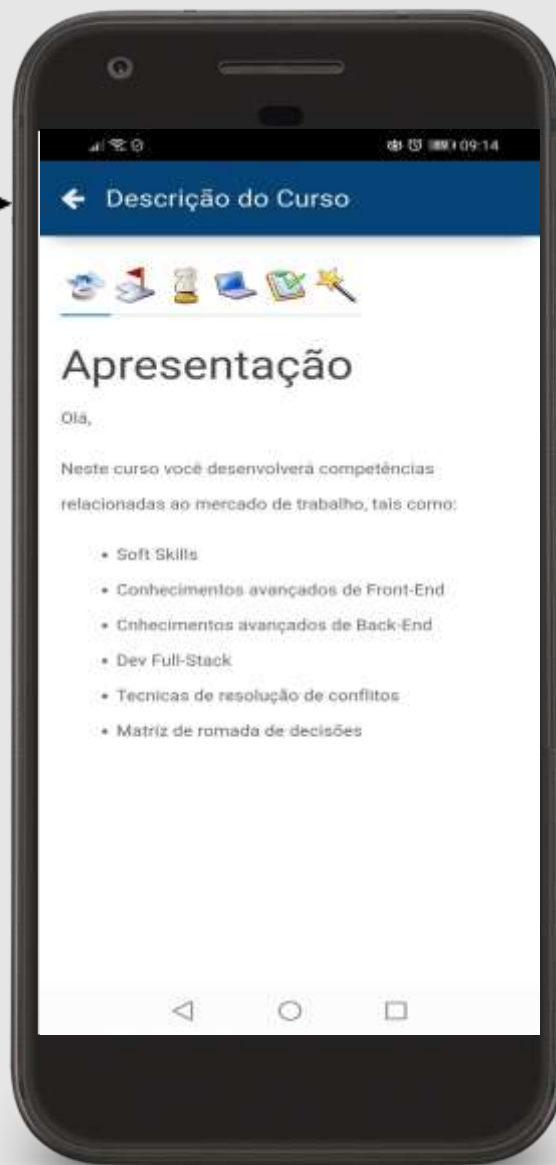 09:14
Descrição do Curso
Apresentação
Olá,
Neste curso você desenvolverá competências
relacionadas ao mercado de trabalho, tais como:
• Soft Skills
• Conhecimentos avançados de Front-End
• Cnhecimentos avançados de Back-End
• Dev Full-Stack
• Tecnicas de resolução de conflitos
• Matriz de romada de decisões